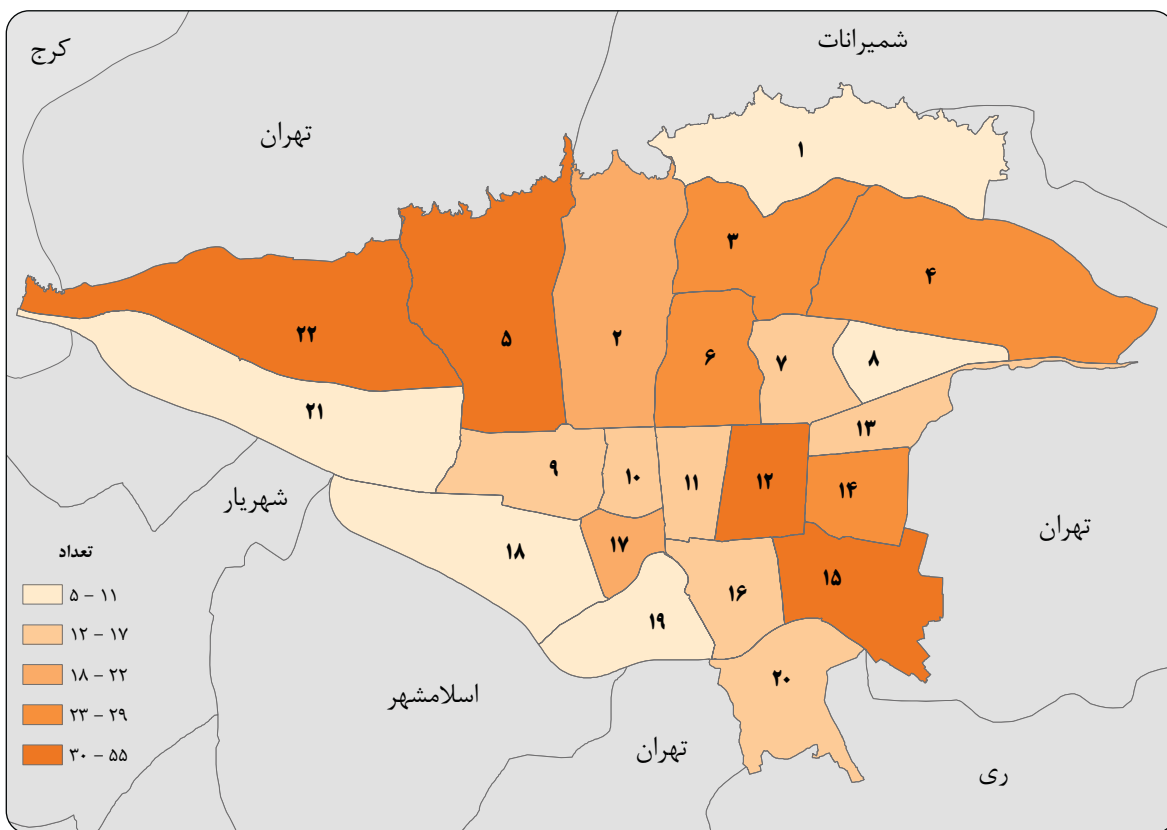 کرج
شمیرانات
تهران
۱
۳
۴
۲۲
۵
۲
۶
۷
۸
۲۱
۱۳
۹
۱۰
۱۱
۱۲
۱۴
شهریار
تهران
۱۸
۱۷
۱۵
۱۶
۱۹
۲۰
اسلامشهر
تهران
ری
تعداد
۵ – ۱۱
۱۲ – ۱۷
۱۸ – ۲۲
۲۳ – ۲۹
۳۰ – ۵۵